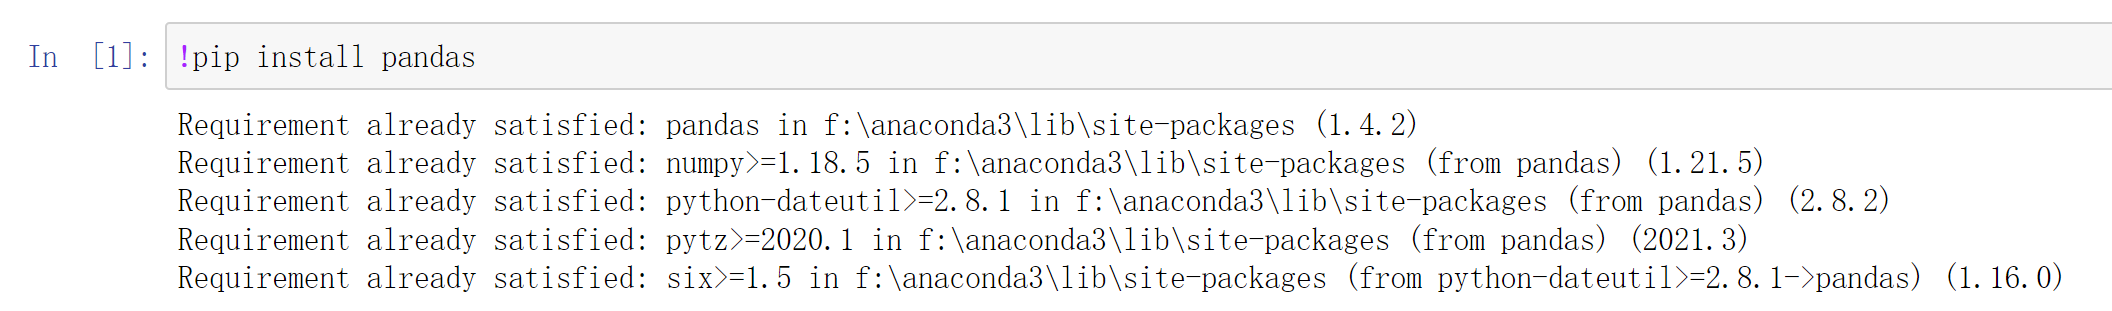 In [1]: !pip install pandas
Requirement already satisfied: pandas in f:\anaconda3\lib\site-packages (1.4.2)
Requirement already satisfied: numpy>=1.18.5 in f:\anaconda3\lib\site-packages (from pandas) (1.21.5)
Requirement already satisfied: python-dateutil>=2.8.1 in f:\anaconda3\lib\site-packages (from pandas) (2.8.2)
Requirement already satisfied: pytz>=2020.1 in f:\anaconda3\lib\site-packages (from pandas) (2021.3)
Requirement already satisfied: six>=1.5 in f:\anaconda3\lib\site-packages (from python-dateutil>=2.8.1->pandas) (1.16.0)